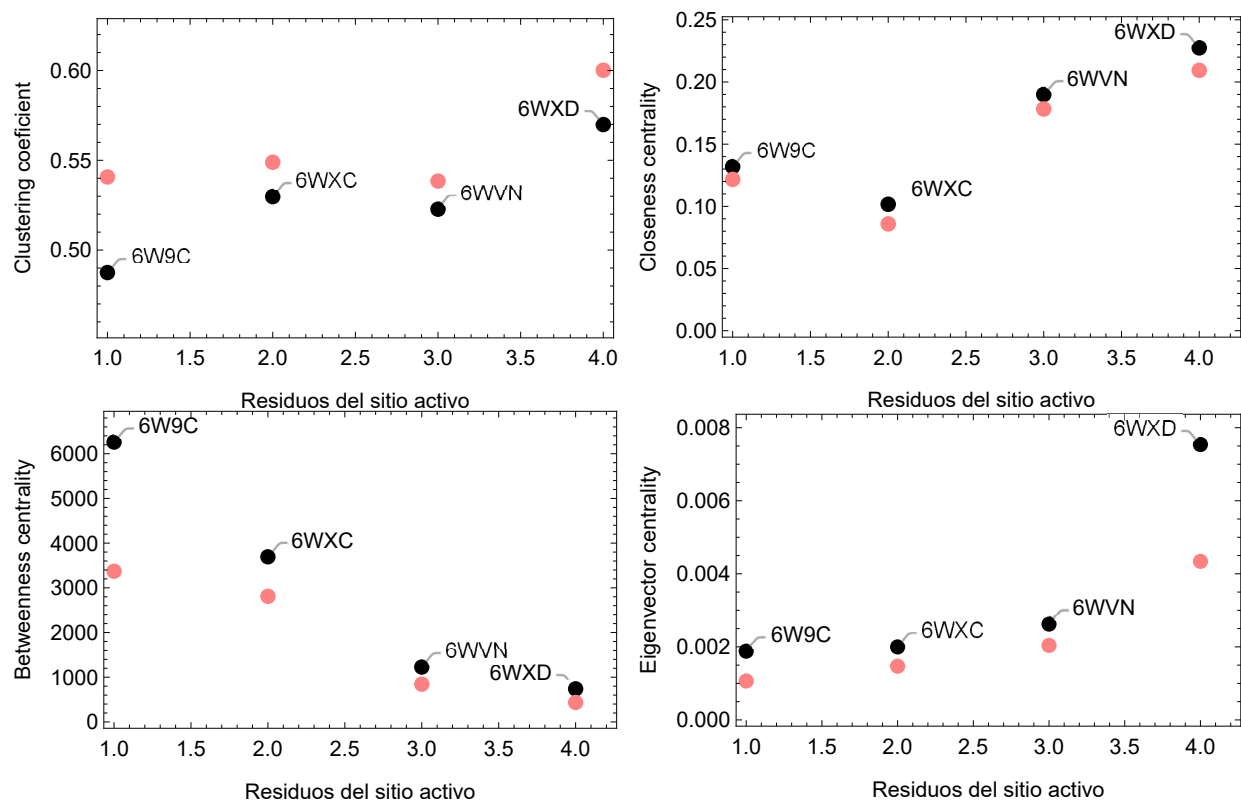 Clustering coeficient
0.60
0.55
0.50
6W9C
6WXC
6WVN
6WXD
1.0 1.5 2.0 2.5 3.0 3.5 4.0
Residuos del sitio activo
Closeness centrality
0.25
0.20
0.15
0.10
0.05
0.00
6W9C
6WXC
6WVN
6WXD
1.0 1.5 2.0 2.5 3.0 3.5 4.0
Residuos del sitio activo
Betweenness centrality
6000
5000
4000
3000
2000
1000
0
6W9C
6WXC
6WVN
6WXD
1.0 1.5 2.0 2.5 3.0 3.5 4.0
Residuos del sitio activo
Eigenvector centrality
0.008
0.006
0.004
0.002
0.000
6W9C
6WXC
6WVN
6WXD
1.0 1.5 2.0 2.5 3.0 3.5 4.0
Residuos del sitio activo